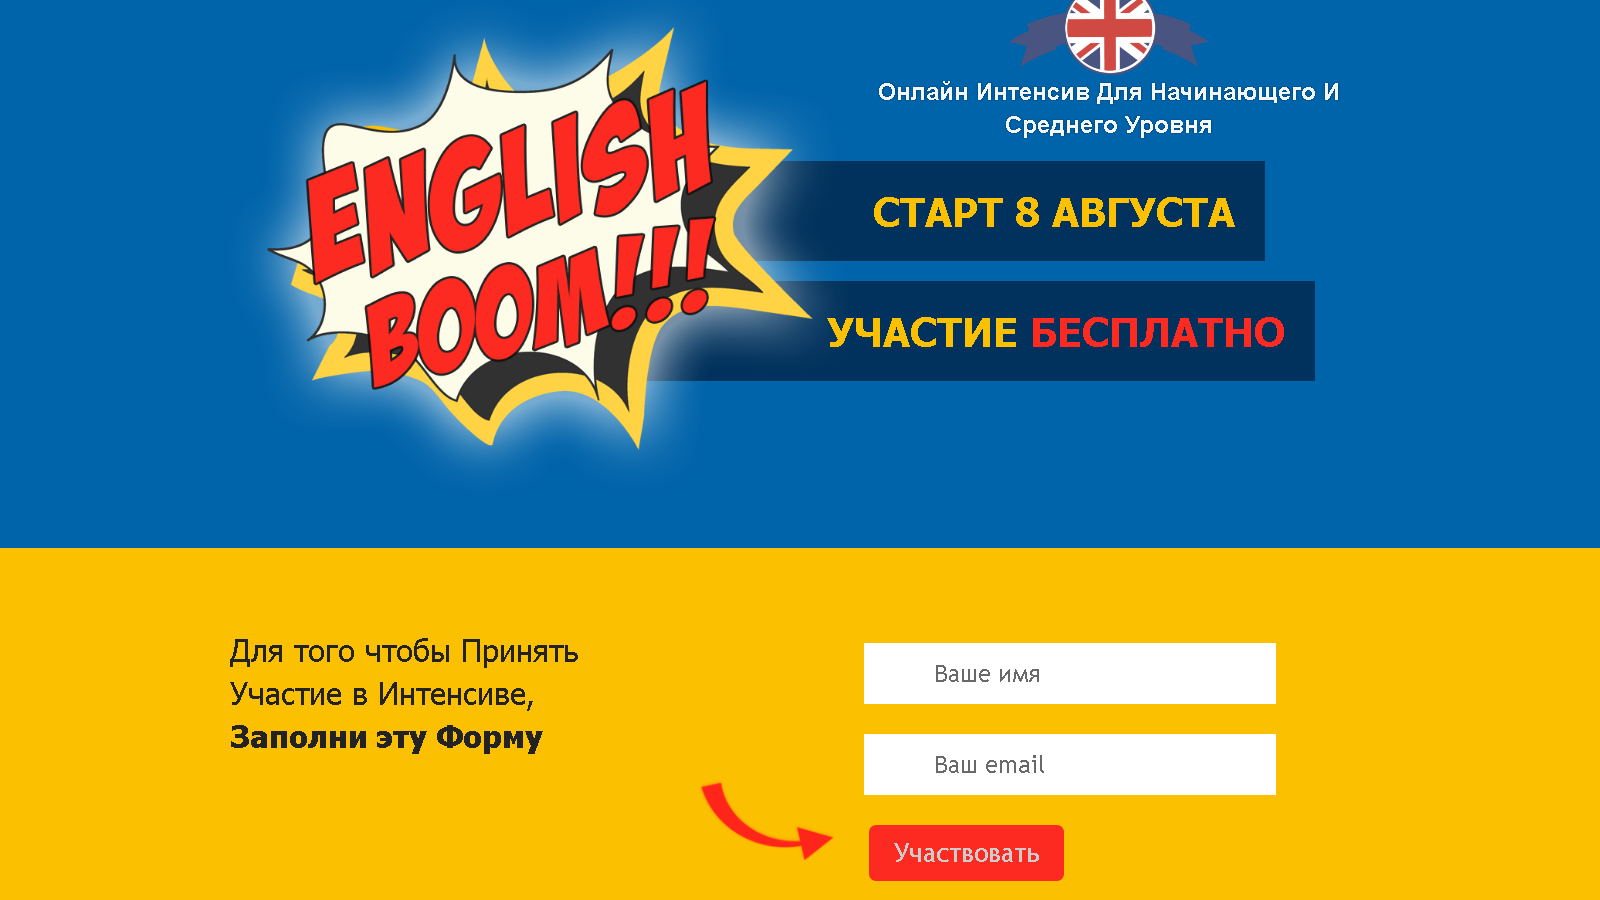 ENGLISH
BOOM!!!
Онлайн Интенсив Для Начинающего И
Среднего Уровня
СТАРТ 8 АВГУСТА
УЧАСТИЕ БЕСПЛАТНО
Для того чтобы Принять
Участие в Интенсиве,
Заполни эту Форму
Ваше имя
Ваш email
Участвовать